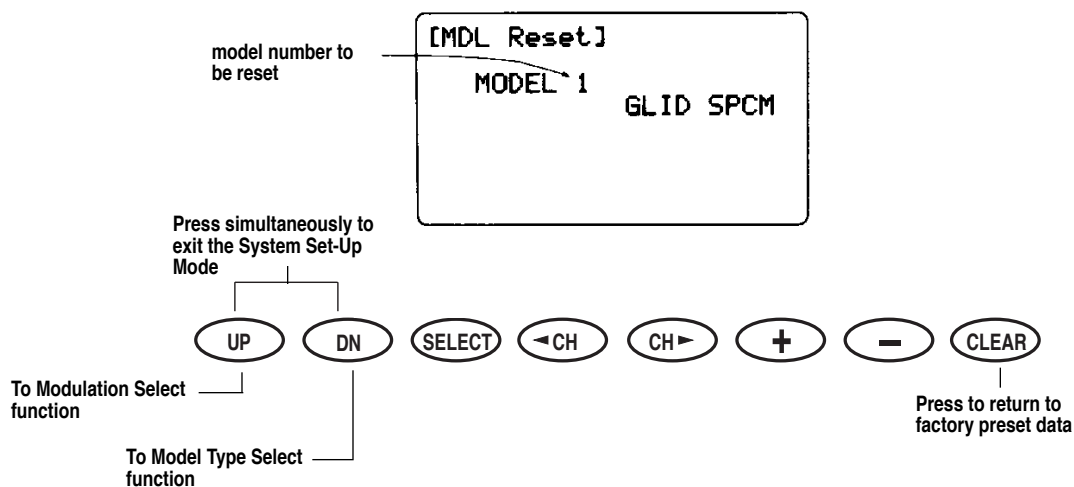 model number to
be reset
[MDL Reset]
MODEL 1
GLID SPCM
Press simultaneously to
exit the System Set-Up
Mode
UP
DN
SELECT
◄CH
CH►
+
−
CLEAR
To Modulation Select
function
To Model Type Select
function
Press to return to
factory preset data